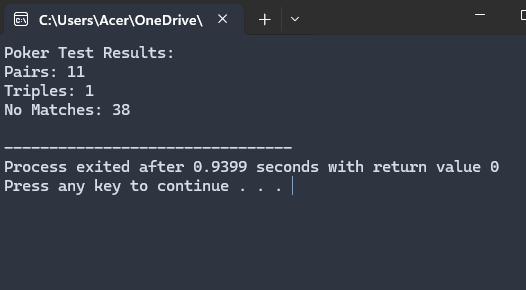 C:\Users\Acer\OneDrive\
Poker Test Results:
Pairs: 11
Triples: 1
No Matches: 38
--------------------------------
Process exited after 0.9399 seconds with return value 0
Press any key to continue . . .